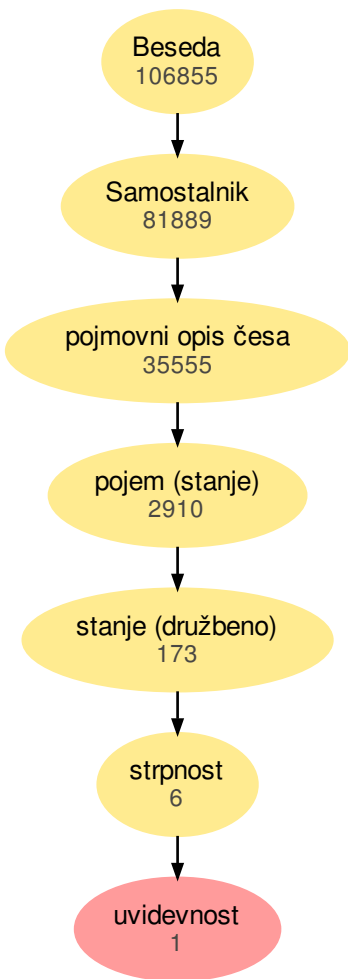 Beseda
106855
Samostalnik
81889
pojmovni opis česa
35555
pojem (stanje)
2910
stanje (družbeno)
173
strpnost
6
uvidevnost
1